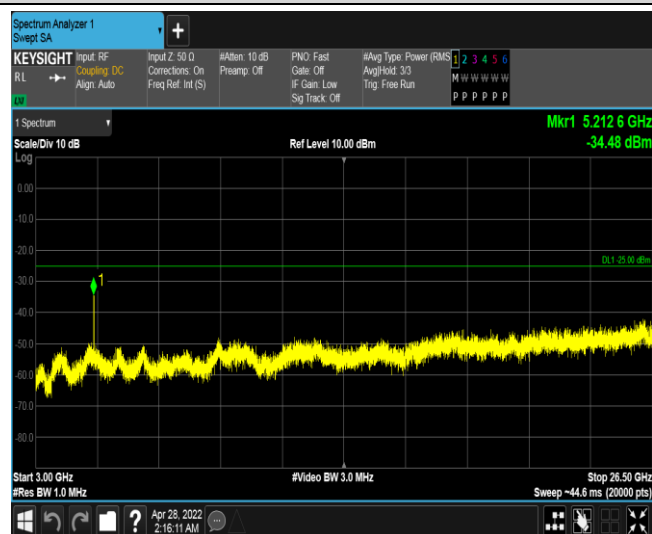 Spectrum Analyzer 1
Swept SA
+
KEYSIGHT
RL
Input: RF
Coupling: DC
Align: Auto
Input Z: 50 Ω
Corrections: On
Freq Ref: Int (S)
#Atten: 10 dB
Preamp: Off
PNO: Fast
Gate: Off
IF Gain: Low
Sig Track: Off
#Avg Type: Power (RMS
Avg|Hold: 3/3
Trig: Free Run
1 2 3 4 5 6
M W W W W W
P P P P P P
1 Spectrum
Mkr1 5.212 6 GHz
Scale/Div 10 dB
Ref Level 10.00 dBm
-34.48 dBm
Log
0.00
-10.0
-20.0
DL1 -25.00 dBm
-30.0
1
-40.0
-50.0
-60.0
-70.0
-80.0
Start 3.00 GHz
#Video BW 3.0 MHz
Stop 26.50 GHz
#Res BW 1.0 MHz
Sweep ~44.6 ms (20000 pts)
?
Apr 28, 2022
2:16:11 AM